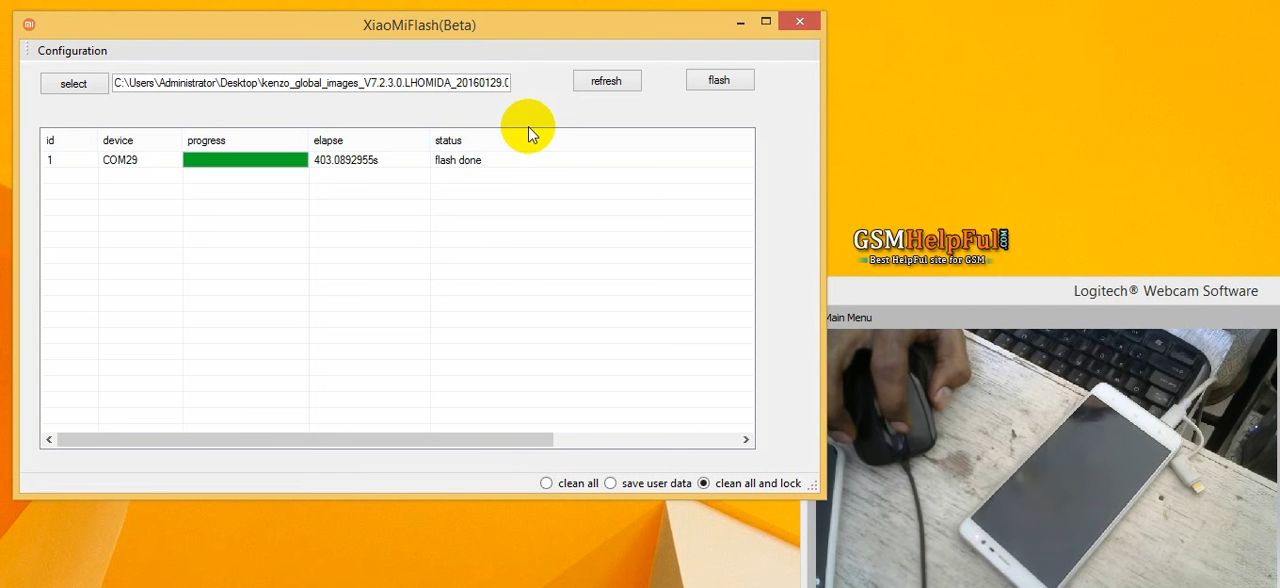 XiaoMiFlash(Beta)
Configuration
select
C:\Users\Administrator\Desktop\kenzo_global_images_V7.2.3.0.LHOMIDA_20160129.0
refresh
flash
id device progress elapse status
1 COM29 403.0892955s flash done
clean all save user data clean all and lock
GSMHelpFul.COM
Best HelpFul site for GSM
Logitech® Webcam Software
Main Menu